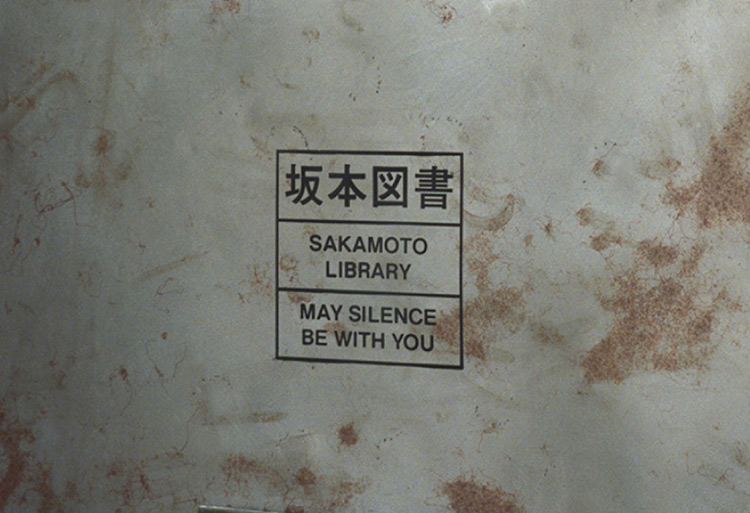 坂本図書
SAKAMOTO
LIBRARY
MAY SILENCE
BE WITH YOU